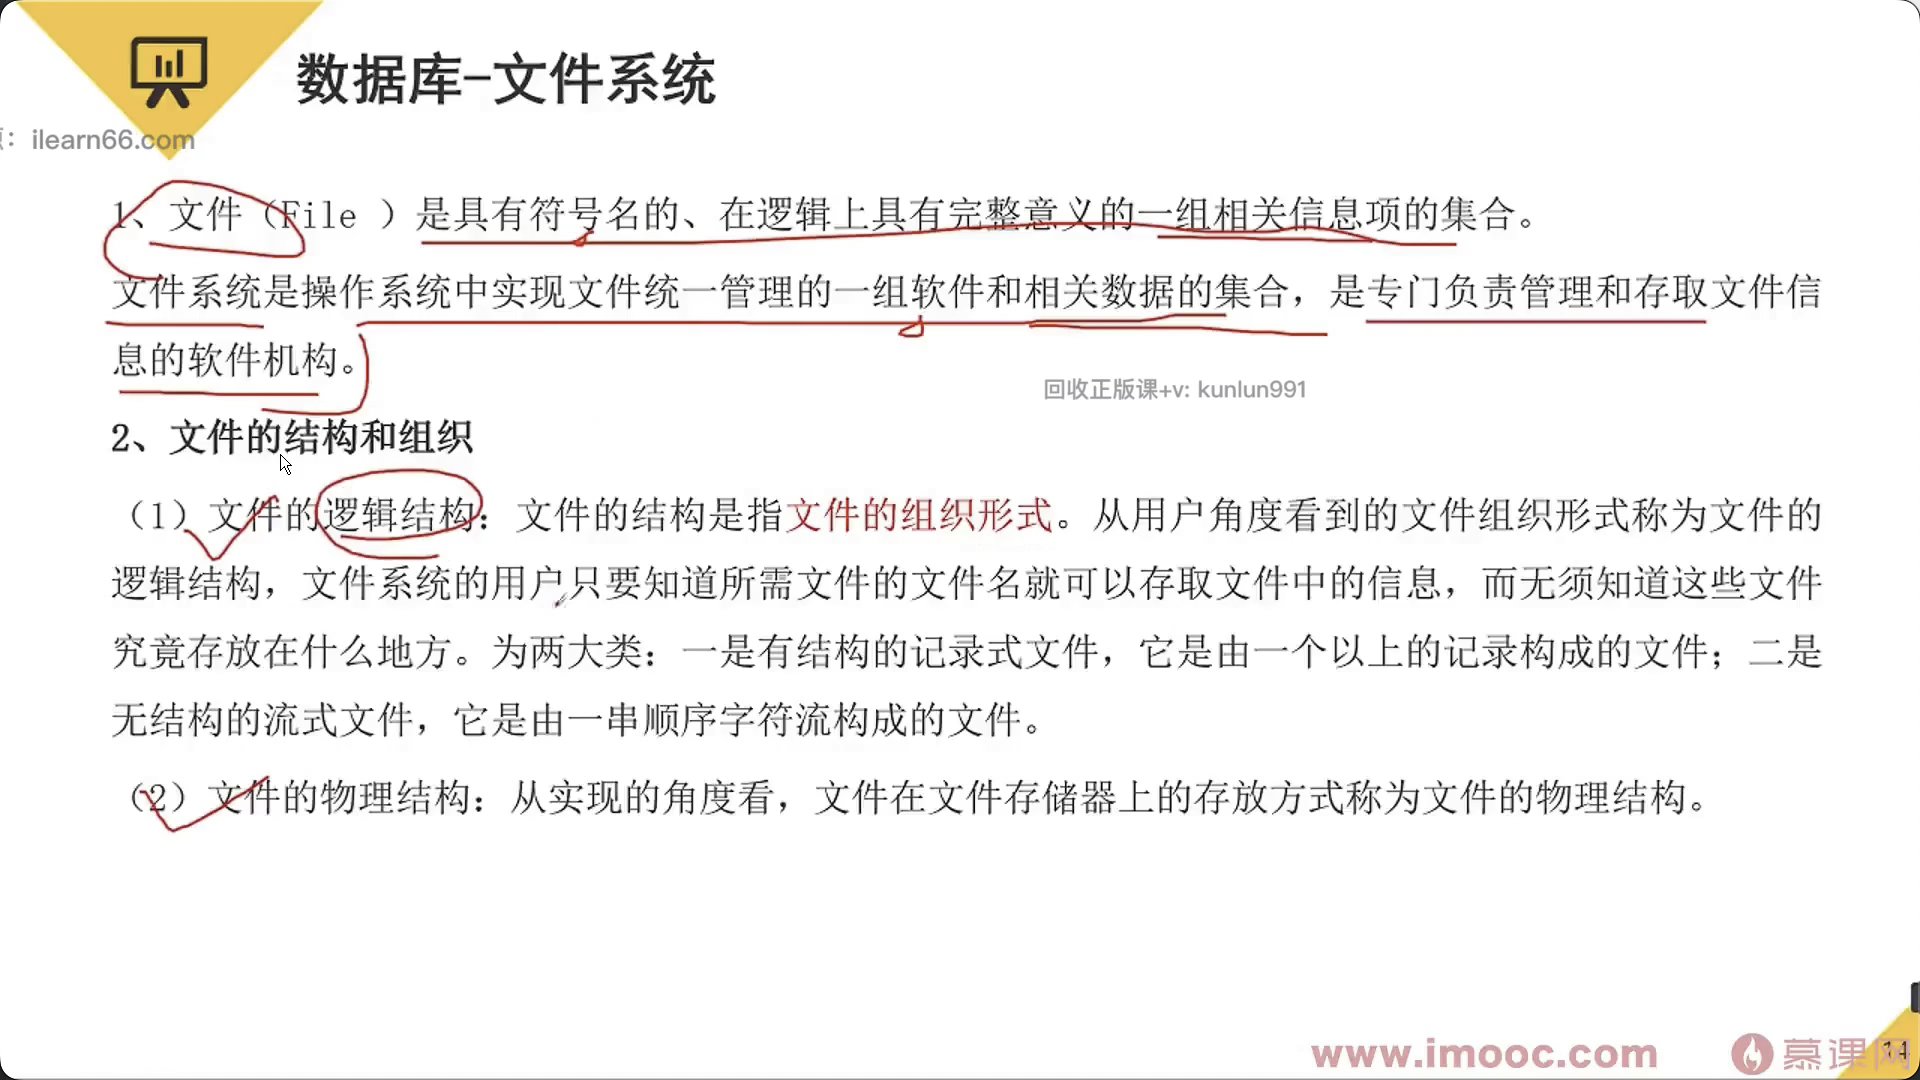 数据库-文件系统
ilearn66.com
1、文件（File ）是具有符号名的、在逻辑上具有完整意义的一组相关信息项的集合。
文件系统是操作系统中实现文件统一管理的一组软件和相关数据的集合，是专门负责管理和存取文件信
息的软件机构。
回收正版课+v: kunlun991
2、文件的结构和组织
（1）文件的逻辑结构：文件的结构是指文件的组织形式。从用户角度看到的文件组织形式称为文件的
逻辑结构，文件系统的用户只要知道所需文件的文件名就可以存取文件中的信息，而无须知道这些文件
究竟存放在什么地方。为两大类：一是有结构的记录式文件，它是由一个以上的记录构成的文件；二是
无结构的流式文件，它是由一串顺序字符流构成的文件。
（2）文件的物理结构：从实现的角度看，文件在文件存储器上的存放方式称为文件的物理结构。
www.imooc.com 慕课网
14